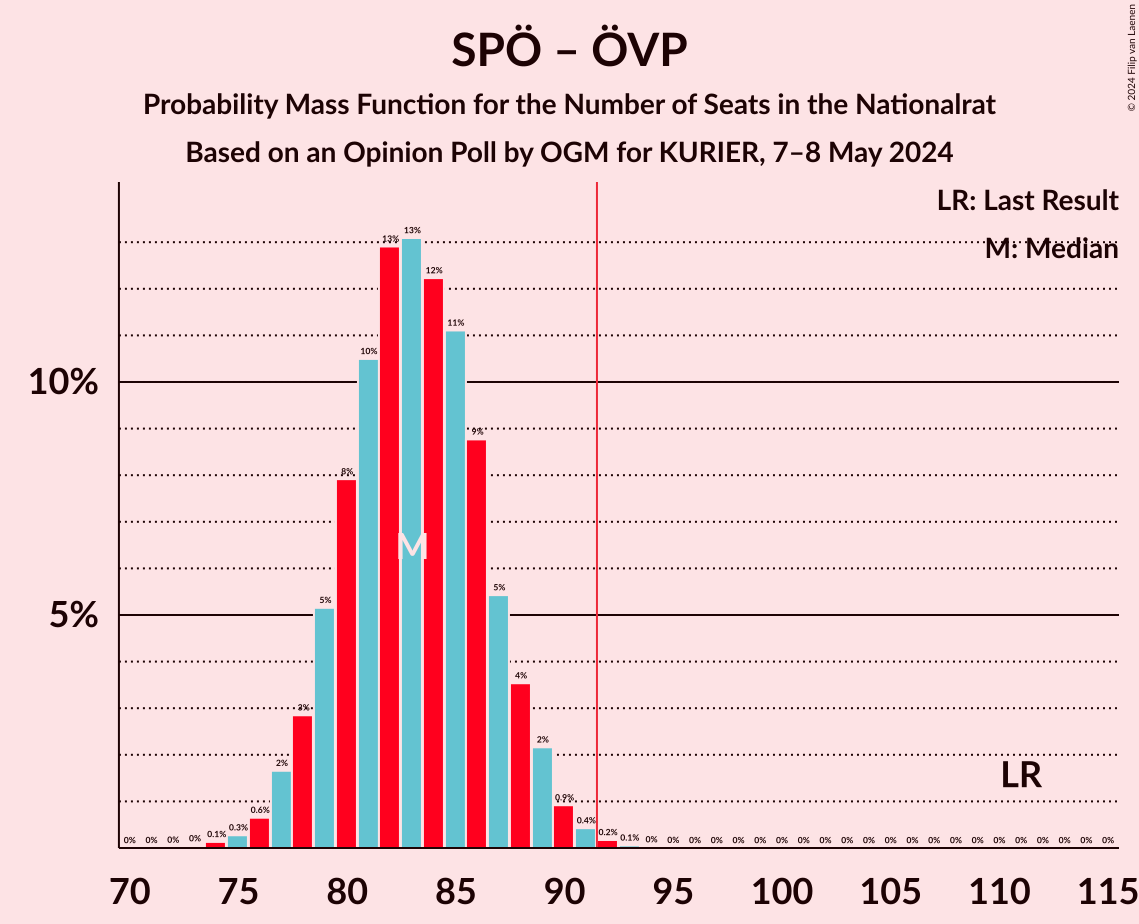 SPÖ – ÖVP
Probability Mass Function for the Number of Seats in the Nationalrat
Based on an Opinion Poll by OGM for KURIER, 7–8 May 2024
© 2024 Filip van Laenen
LR: Last Result
M: Median
10%
5%
0% 0% 0% 0% 0.1% 0.3% 0.6% 2% 3% 5% 8% 10% 13% 13% 12% 11% 9% 5% 4% 2% 0.9% 0.4% 0.2% 0.1% 0% 0% 0% 0% 0% 0% 0% 0% 0% 0% 0% 0% 0% 0% 0% 0% 0% 0% 0% 0% 0% 0%
M
LR
70 75 80 85 90 95 100 105 110 115